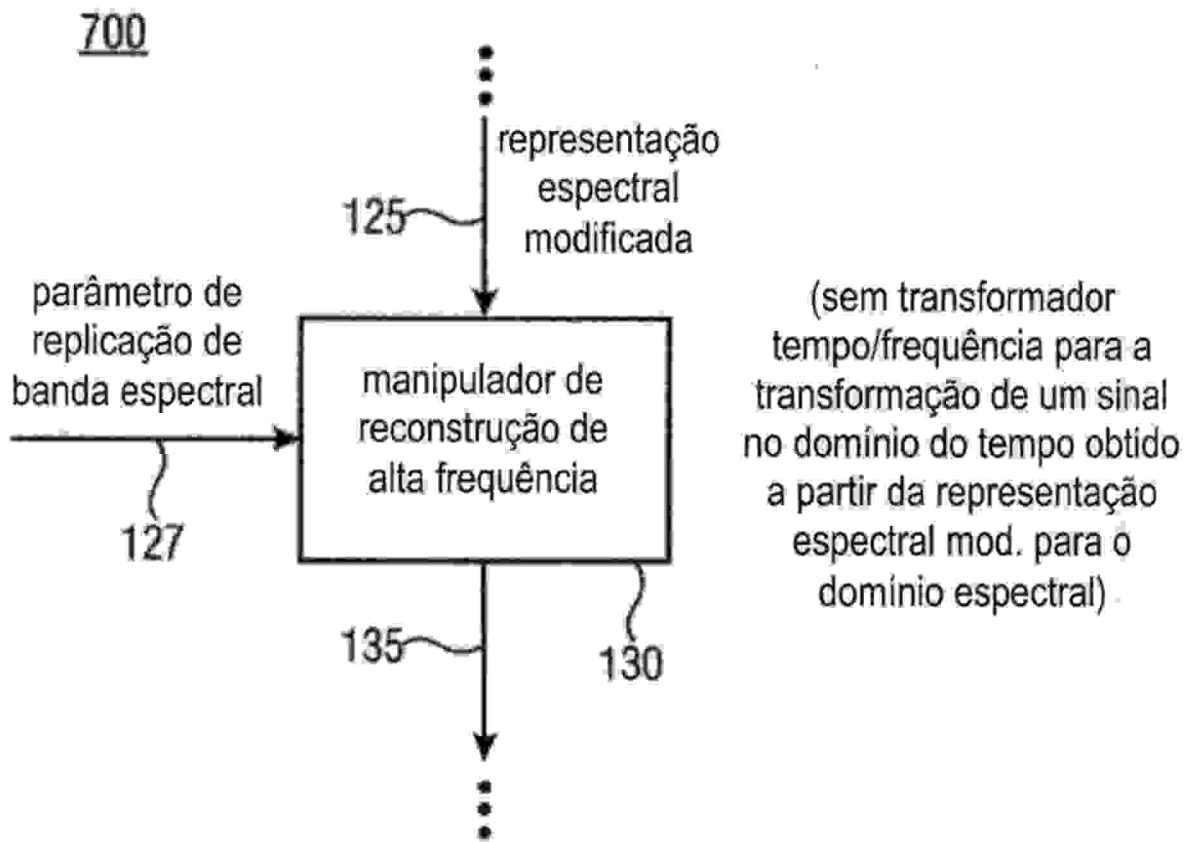 700
representação
espectral
modificada
125
parâmetro de
replicação de
banda espectral
127
manipulador de
reconstrução de
alta frequência
(sem transformador
tempo/frequência para a
transformação de um sinal
no domínio do tempo obtido
a partir da representação
espectral mod. para o
domínio espectral)
135
130